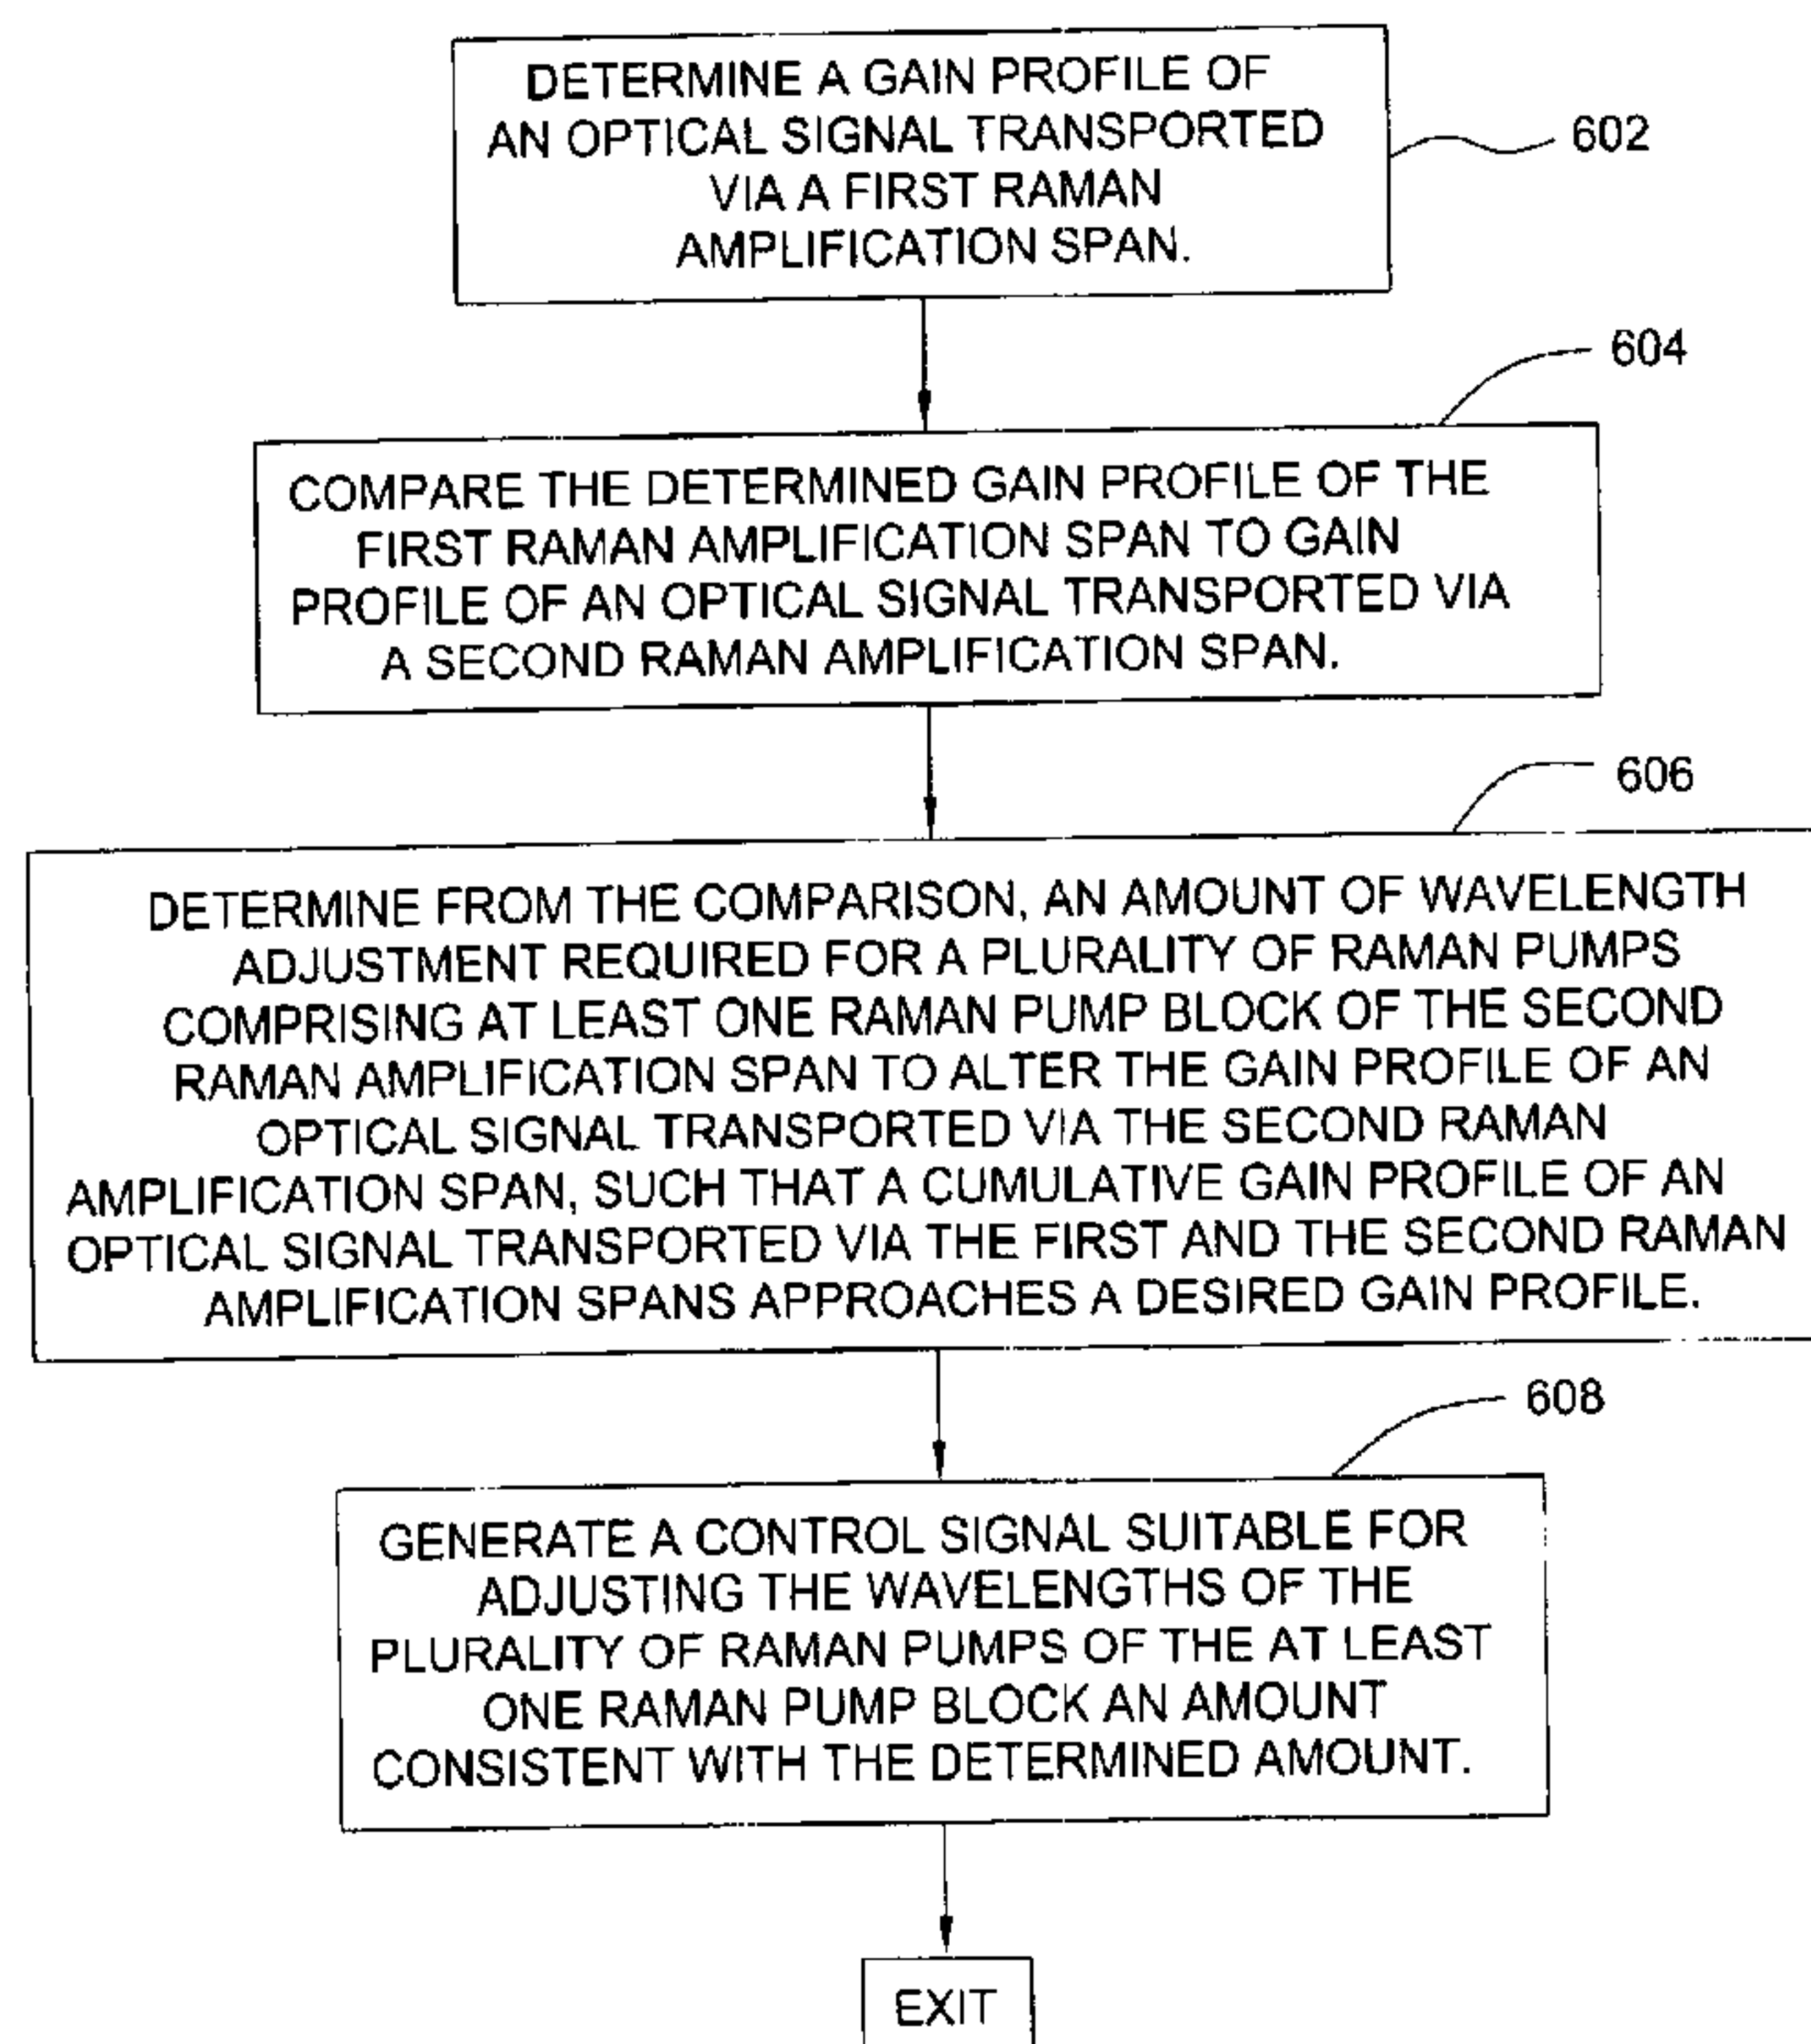 DETERMINE A GAIN PROFILE OF
AN OPTICAL SIGNAL TRANSPORTED
VIA A FIRST RAMAN
AMPLIFICATION SPAN.
602
604
COMPARE THE DETERMINED GAIN PROFILE OF THE
FIRST RAMAN AMPLIFICATION SPAN TO GAIN
PROFILE OF AN OPTICAL SIGNAL TRANSPORTED VIA
A SECOND RAMAN AMPLIFICATION SPAN.
606
DETERMINE FROM THE COMPARISON, AN AMOUNT OF WAVELENGTH
ADJUSTMENT REQUIRED FOR A PLURALITY OF RAMAN PUMPS
COMPRISING AT LEAST ONE RAMAN PUMP BLOCK OF THE SECOND
RAMAN AMPLIFICATION SPAN TO ALTER THE GAIN PROFILE OF AN
OPTICAL SIGNAL TRANSPORTED VIA THE SECOND RAMAN
AMPLIFICATION SPAN, SUCH THAT A CUMULATIVE GAIN PROFILE OF AN
OPTICAL SIGNAL TRANSPORTED VIA THE FIRST AND THE SECOND RAMAN
AMPLIFICATION SPANS APPROACHES A DESIRED GAIN PROFILE.
608
GENERATE A CONTROL SIGNAL SUITABLE FOR
ADJUSTING THE WAVELENGTHS OF THE
PLURALITY OF RAMAN PUMPS OF THE AT LEAST
ONE RAMAN PUMP BLOCK AN AMOUNT
CONSISTENT WITH THE DETERMINED AMOUNT.
EXIT